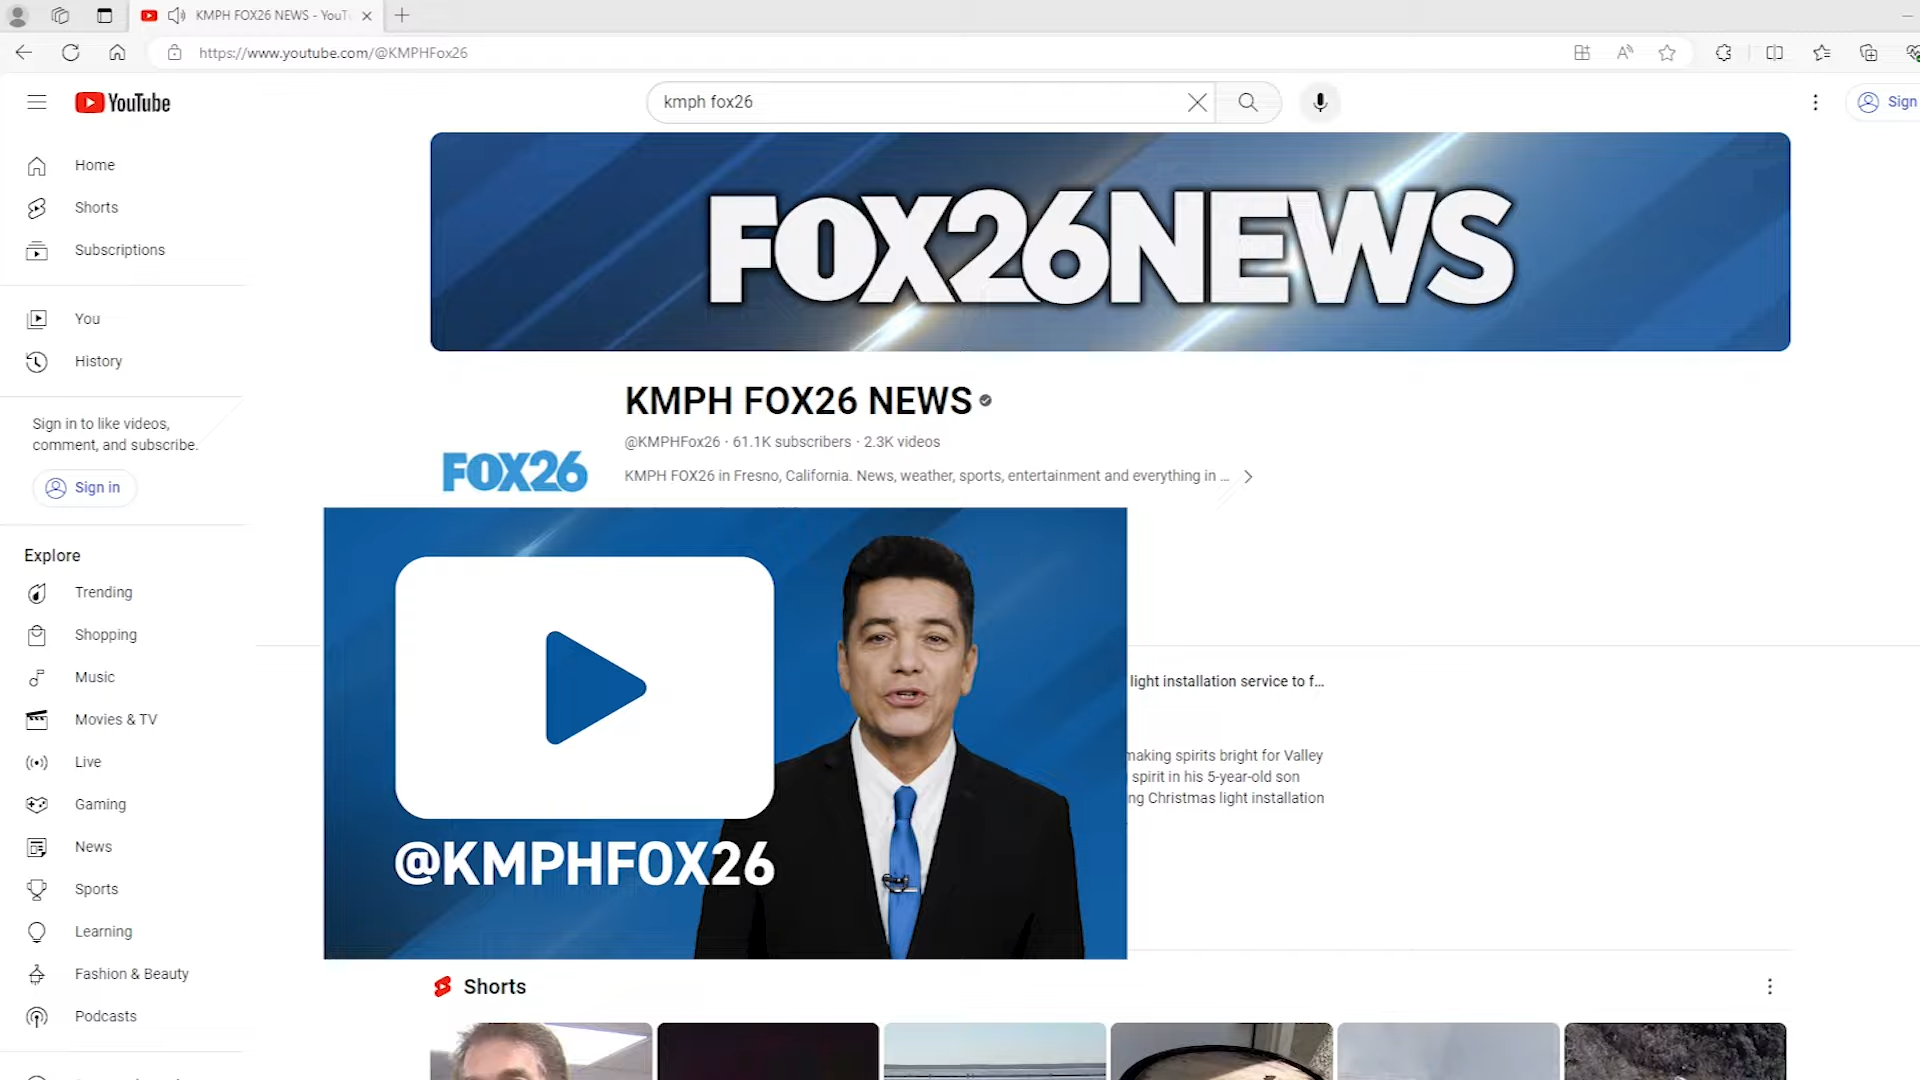 KMPH FOX26 NEWS - YouT
https://www.youtube.com/@KMPHFox26
YouTube
kmph fox26
Sign
Home
Shorts
Subscriptions
You
History
Sign in to like videos,
comment, and subscribe.
Sign in
Explore
Trending
Shopping
Music
Movies & TV
Live
Gaming
News
Sports
Learning
Fashion & Beauty
Podcasts
FOX26NEWS
FOX26
KMPH FOX26 NEWS
@KMPHFox26 · 61.1K subscribers · 2.3K videos
KMPH FOX26 in Fresno, California. News, weather, sports, entertainment and everything in ...
@KMPHFOX26
light installation service to f...
making spirits bright for Valley
spirit in his 5-year-old son
ng Christmas light installation
Shorts